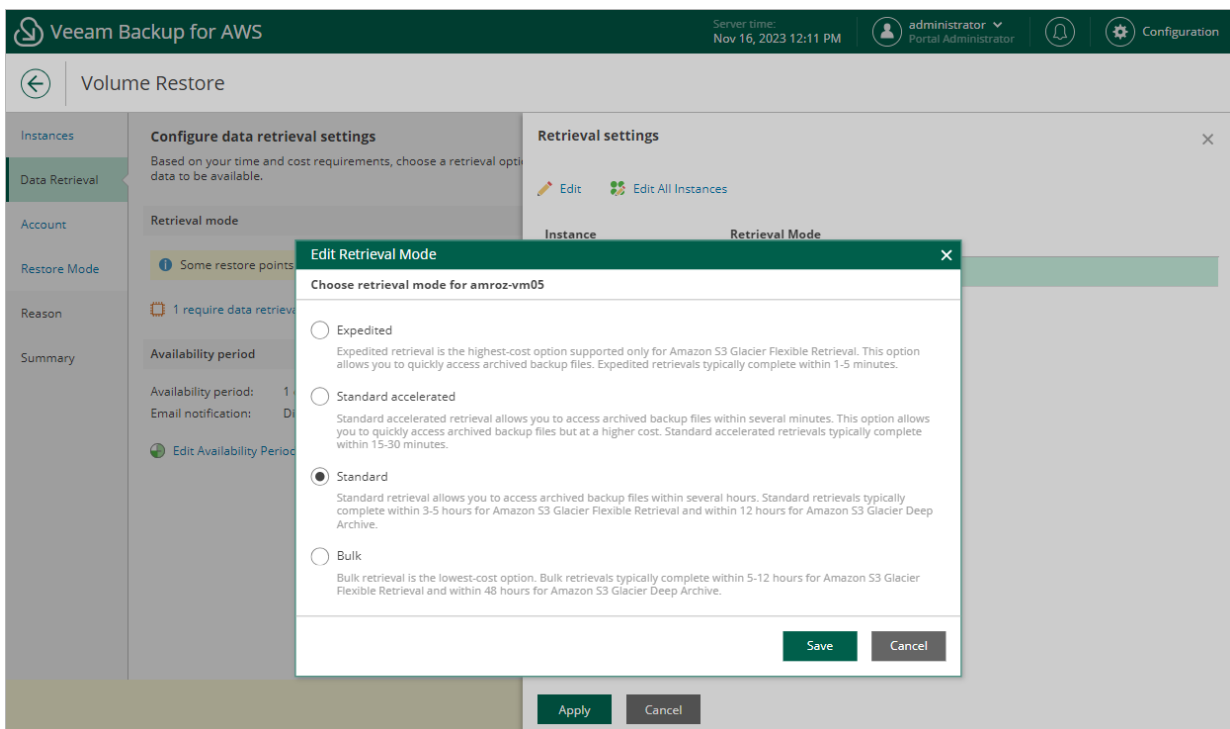 Veeam Backup for AWS
Server time:
Nov 16, 2023 12:11 PM
administrator
Portal Administrator
Configuration
Volume Restore
Instances
Data Retrieval
Account
Restore Mode
Reason
Summary
Configure data retrieval settings
Based on your time and cost requirements, choose a retrieval
data to be available.
Retrieval mode
Some restore points
1 require data
Availability period
Availability period: 1
Email notification:
Edit Availability
Retrieval settings
Edit
Edit All Instances
Instance
Retrieval Mode
Edit Retrieval Mode
Choose retrieval mode for amroz-vm05
Expedited
Expedited retrieval is the highest-cost option supported only for Amazon S3 Glacier Flexible Retrieval. This option
allows you to quickly access archived backup files. Expedited retrievals typically complete within 1-5 minutes.
Standard accelerated
Standard accelerated retrieval allows you to access archived backup files within several minutes. This option allows
you to quickly access archived backup files but at a higher cost. Standard accelerated retrievals typically complete
within 15-30 minutes.
Standard
Standard retrieval allows you to access archived backup files within several hours. Standard retrievals typically
complete within 3-5 hours for Amazon S3 Glacier Flexible Retrieval and within 12 hours for Amazon S3 Glacier Deep
Archive.
Bulk
Bulk retrieval is the lowest-cost option. Bulk retrievals typically complete within 5-12 hours for Amazon S3 Glacier
Flexible Retrieval and within 48 hours for Amazon S3 Glacier Deep Archive.
Save
Cancel
Apply
Cancel